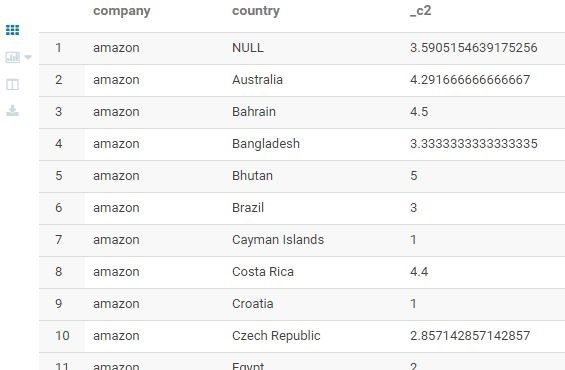 company country _c2
1 amazon NULL 3.5905154639175256
2 amazon Australia 4.291666666666667
3 amazon Bahrain 4.5
4 amazon Bangladesh 3.3333333333333335
5 amazon Bhutan 5
6 amazon Brazil 3
7 amazon Cayman Islands 1
8 amazon Costa Rica 4.4
9 amazon Croatia 1
10 amazon Czech Republic 2.857142857142857
11 amazon Egypt 2